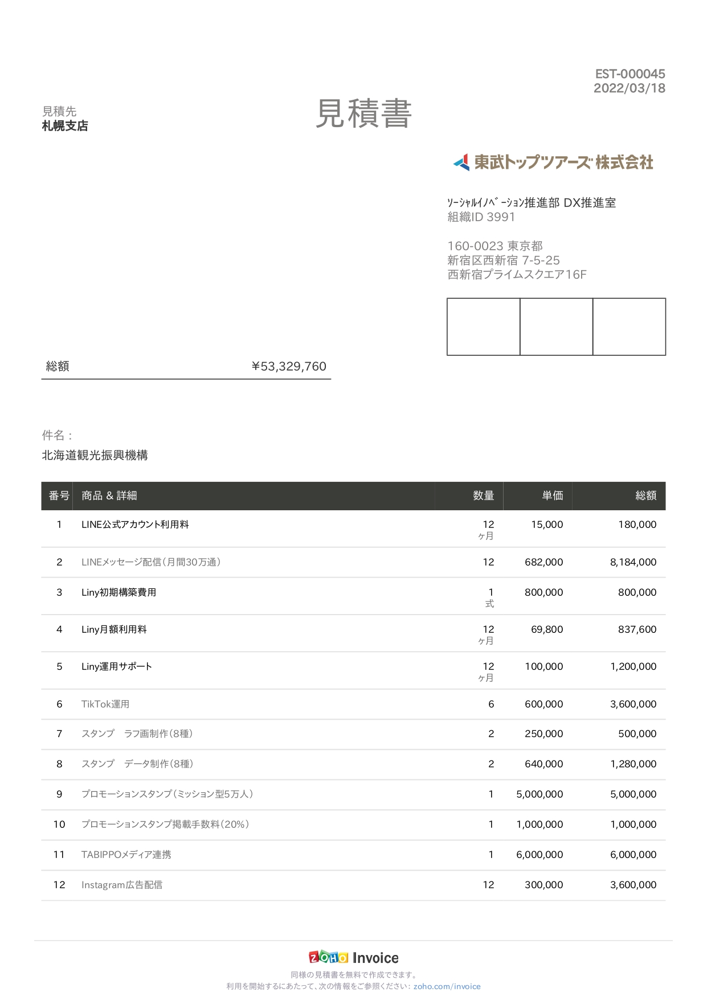 EST-000045
2022/03/18
見積先
札幌支店
見積書
東武トップツアーズ株式会社
ｿｰｼｬﾙｲﾉﾍﾞｰｼｮﾝ推進部 DX推進室
組織ID 3991
160-0023 東京都
新宿区西新宿 7-5-25
西新宿プライムスクエア16F
総額 ¥53,329,760
件名 :
北海道観光振興機構
番号 商品 & 詳細 数量 単価 総額
1 LINE公式アカウント利用料 12 15,000 180,000
ヶ月
2 LINEメッセージ配信（月間30万通） 12 682,000 8,184,000
3 Liny初期構築費用 1 800,000 800,000
式
4 Liny月額利用料 12 69,800 837,600
ヶ月
5 Liny運用サポート 12 100,000 1,200,000
ヶ月
6 TikTok運用 6 600,000 3,600,000
7 スタンプ　ラフ画制作（8種） 2 250,000 500,000
8 スタンプ　データ制作（8種） 2 640,000 1,280,000
9 プロモーションスタンプ（ミッション型5万人） 1 5,000,000 5,000,000
10 プロモーションスタンプ掲載手数料（20%） 1 1,000,000 1,000,000
11 TABIPPOメディア連携 1 6,000,000 6,000,000
12 Instagram広告配信 12 300,000 3,600,000
ZOHO Invoice
同様の見積書を無料で作成できます。
利用を開始するにあたって、次の情報をご参照ください: zoho.com/invoice